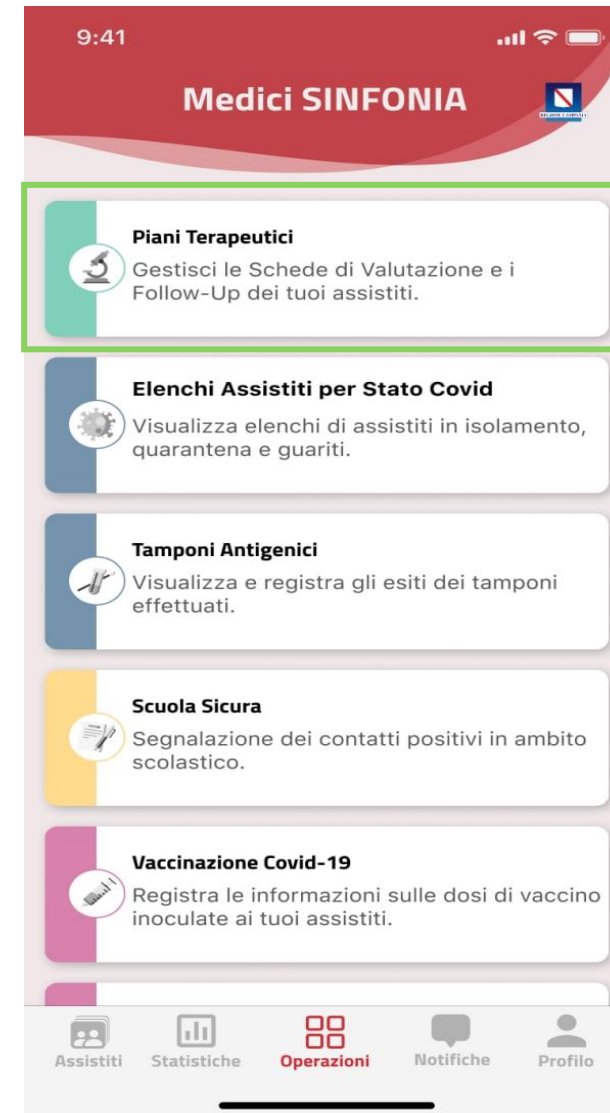 9:41
Medici SINFONIA
REGIONE CAMPANIA
Piani Terapeutici
Gestisci le Schede di Valutazione e i
Follow-Up dei tuoi assistiti.
Elenchi Assistiti per Stato Covid
Visualizza elenchi di assistiti in isolamento,
quarantena e guariti.
Tamponi Antigenici
Visualizza e registra gli esiti dei tamponi
effettuati.
Scuola Sicura
Segnalazione dei contatti positivi in ambito
scolastico.
Vaccinazione Covid-19
Registra le informazioni sulle dosi di vaccino
inoculate ai tuoi assistiti.
Assistiti Statistiche Operazioni Notifiche Profilo